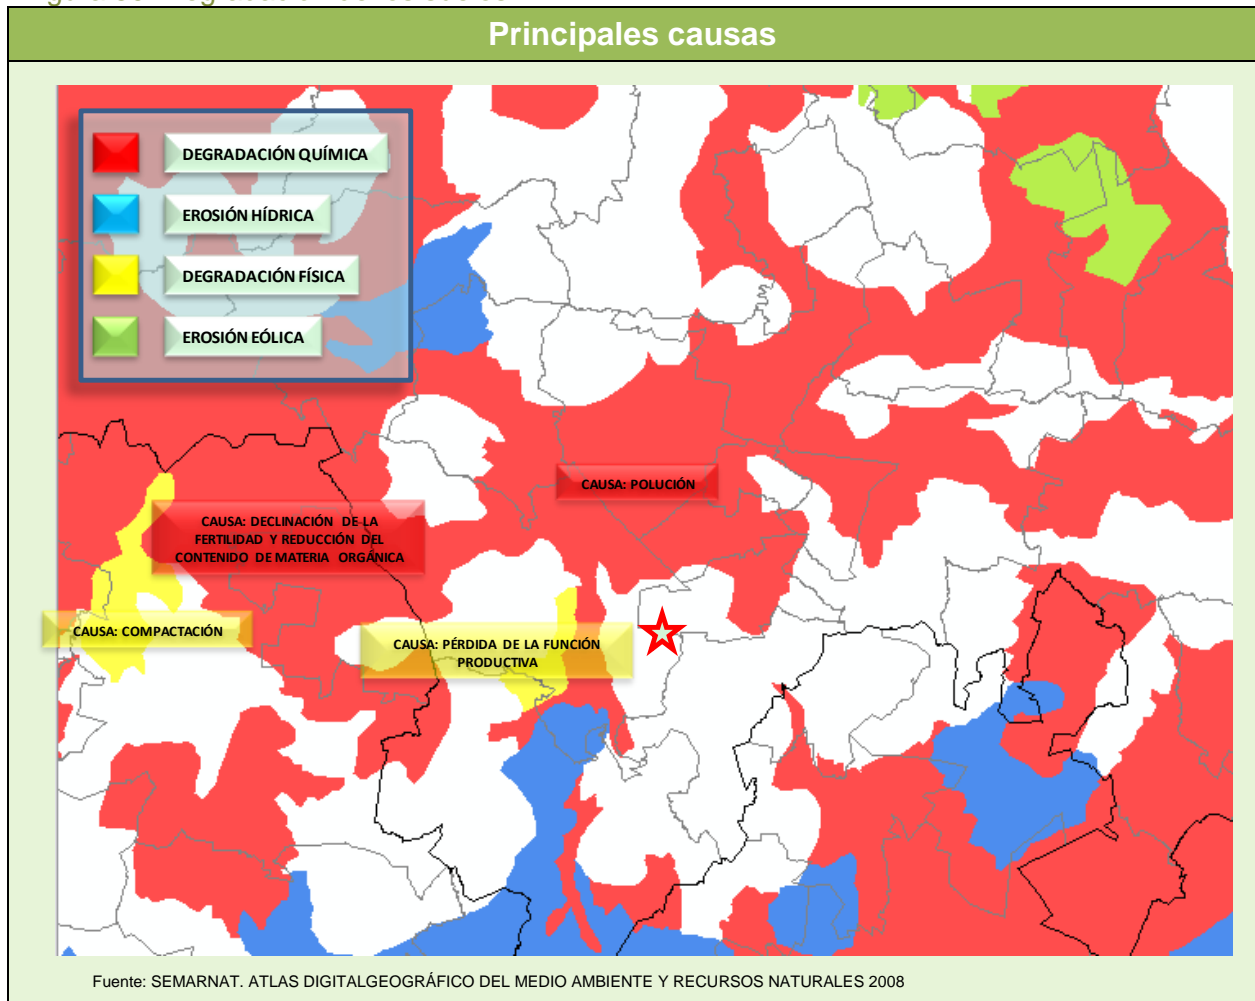 Principales causas
DEGRADACIÓN QUÍMICA
EROSIÓN HÍDRICA
DEGRADACIÓN FÍSICA
EROSIÓN EÓLICA
CAUSA: POLUCIÓN
CAUSA: DECLINACIÓN DE LA
FERTILIDAD Y REDUCCIÓN DEL
CONTENIDO DE MATERIA ORGÁNICA
CAUSA: COMPACTACIÓN
CAUSA: PÉRDIDA DE LA FUNCIÓN
PRODUCTIVA
Fuente: SEMARNAT. ATLAS DIGITALGEOGRÁFICO DEL MEDIO AMBIENTE Y RECURSOS NATURALES 2008